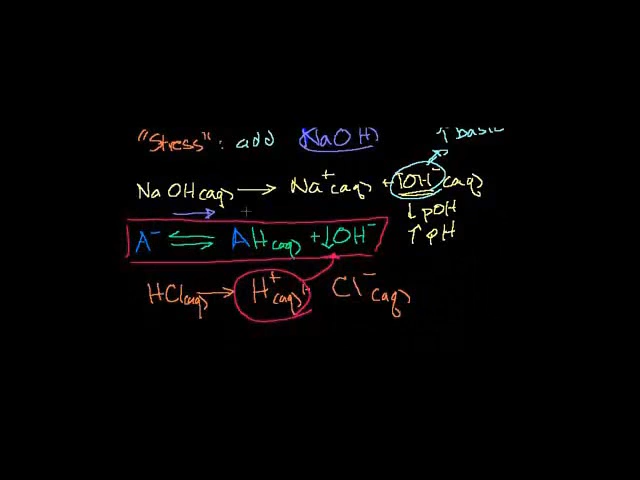 "Stress": add NaOH
↑ basic
NaOH(aq) → Na⁺(aq) + OH⁻(aq)
↓ pOH
↑ pH
A⁻ ⇌ AH(aq) + ↓OH⁻
HCl(aq) → H⁺(aq) + Cl⁻(aq)